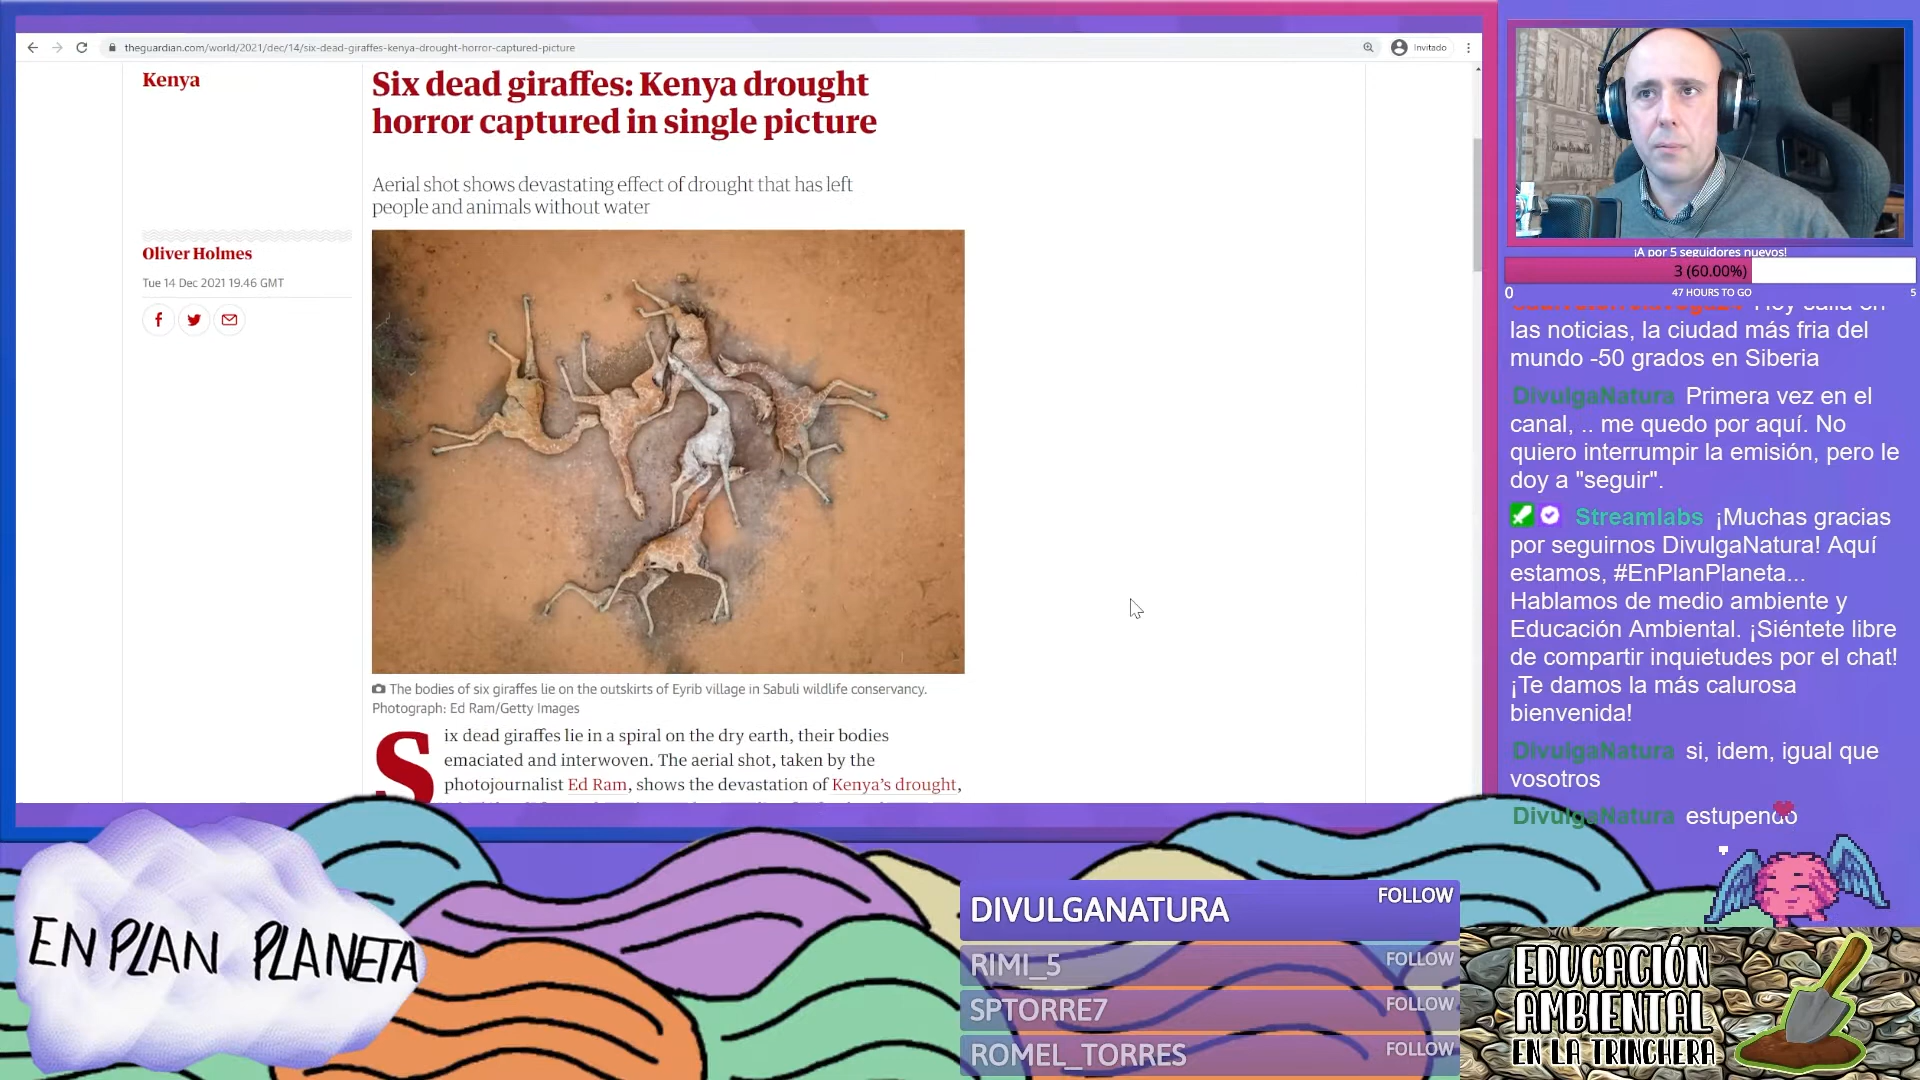 theguardian.com/world/2021/dec/14/six-dead-giraffes-kenya-drought-horror-captured-picture
Invitado
Kenya
Six dead giraffes: Kenya drought
horror captured in single picture
Aerial shot shows devastating effect of drought that has left
people and animals without water
Oliver Holmes
Tue 14 Dec 2021 19.46 GMT
The bodies of six giraffes lie on the outskirts of Eyrib village in Sabuli wildlife conservancy.
Photograph: Ed Ram/Getty Images
Six dead giraffes lie in a spiral on the dry earth, their bodies
emaciated and interwoven. The aerial shot, taken by the
photojournalist Ed Ram, shows the devastation of Kenya's drought,
¡A por 5 seguidores nuevos!
3 (60.00%)
0
47 HOURS TO GO
5
Hoy salía en
las noticias, la ciudad más fria del
mundo -50 grados en Siberia
DivulgaNatura Primera vez en el
canal, .. me quedo por aquí. No
quiero interrumpir la emisión, pero le
doy a "seguir".
Streamlabs ¡Muchas gracias
por seguirnos DivulgaNatura! Aquí
estamos, #EnPlanPlaneta...
Hablamos de medio ambiente y
Educación Ambiental. ¡Siéntete libre
de compartir inquietudes por el chat!
¡Te damos la más calurosa
bienvenida!
DivulgaNatura si, idem, igual que
vosotros
DivulgaNatura estupendo
EN PLAN PLANETA
DIVULGANATURA FOLLOW
RIMI_5 FOLLOW
SPTORRE7 FOLLOW
ROMEL_TORRES FOLLOW
EDUCACIÓN
AMBIENTAL
EN LA TRINCHERA